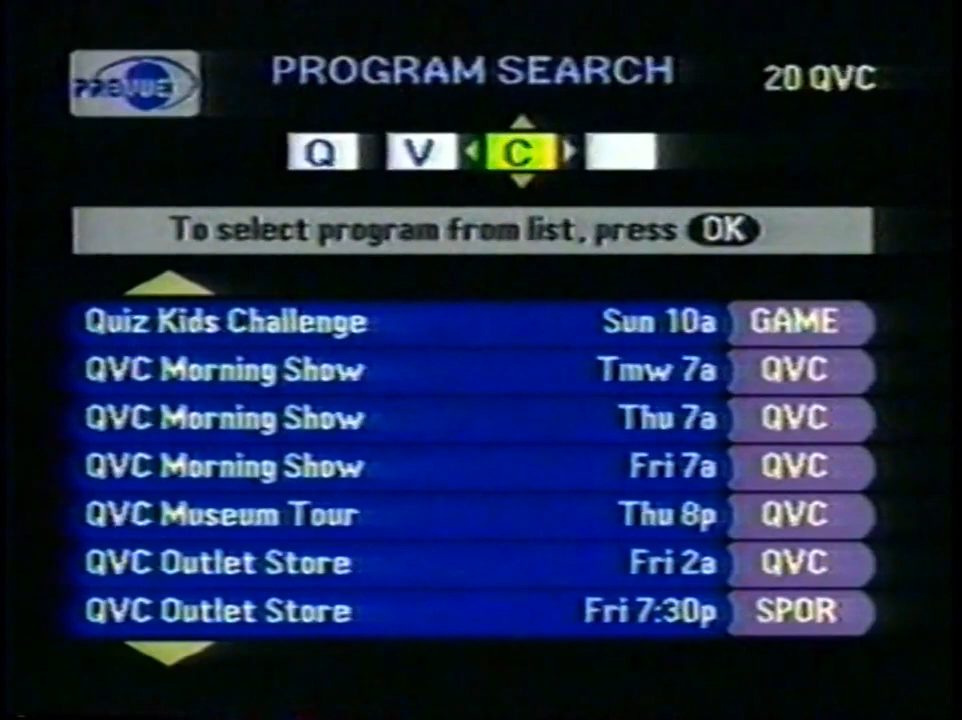 PREVUE PROGRAM SEARCH 20 QVC
Q V C
To select program from list, press OK
Quiz Kids Challenge Sun 10a GAME
QVC Morning Show Tmw 7a QVC
QVC Morning Show Thu 7a QVC
QVC Morning Show Fri 7a QVC
QVC Museum Tour Thu 8p QVC
QVC Outlet Store Fri 2a QVC
QVC Outlet Store Fri 7:30p SPOR